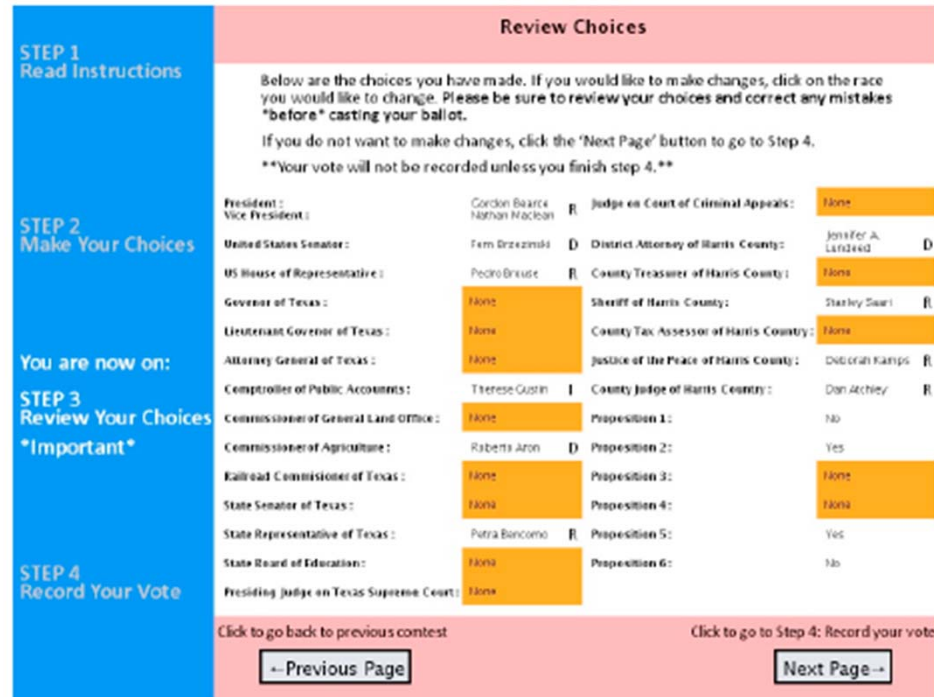 Review Choices
STEP 1
Read Instructions
Below are the choices you have made. If you would like to make changes, click on the race
you would like to change. Please be sure to review your choices and correct any mistakes
*before* casting your ballot.
If you do not want to make changes, click the 'Next Page' button to go to Step 4.
**Your vote will not be recorded unless you finish step 4.**
STEP 2
Make Your Choices
You are now on:
STEP 3
Review Your Choices
*Important*
STEP 4
Record Your Vote
President :
Vice President :
Gordon Bearce
Nathan Maclean
R
United States Senator :
Fern Brzezinski D
US House of Representative :
Pedro Brouse R
Govenor of Texas :
None
Lieutenant Govenor of Texas :
None
Attorney General of Texas :
None
Comptroller of Public Accounnts :
Therese Gustin I
Commissioner of General Land Office :
None
Commissioner of Agriculture :
Roberto Aron D
Railroad Commisioner of Texas :
None
State Senator of Texas :
None
State Representative of Texas :
Petra Bencomo R
State Board of Education :
None
Presiding Judge on Texas Supreme Court :
None
Judge on Court of Criminal Appeals :
None
District Attorney of Harris County :
Jennifer A.
Lundeed
D
County Treasurer of Harris County :
None
Sheriff of Harris County :
Stanley Saari R
County Tax Assessor of Harris Country :
None
Justice of the Peace of Harris County :
Deborah Kamps R
County Judge of Harris Country :
Dan Atchley R
Proposition 1:
No
Proposition 2:
Yes
Proposition 3:
None
Proposition 4:
None
Proposition 5:
Yes
Proposition 6:
No
Click to go back to previous contest
←Previous Page
Click to go to Step 4: Record your vote
Next Page→